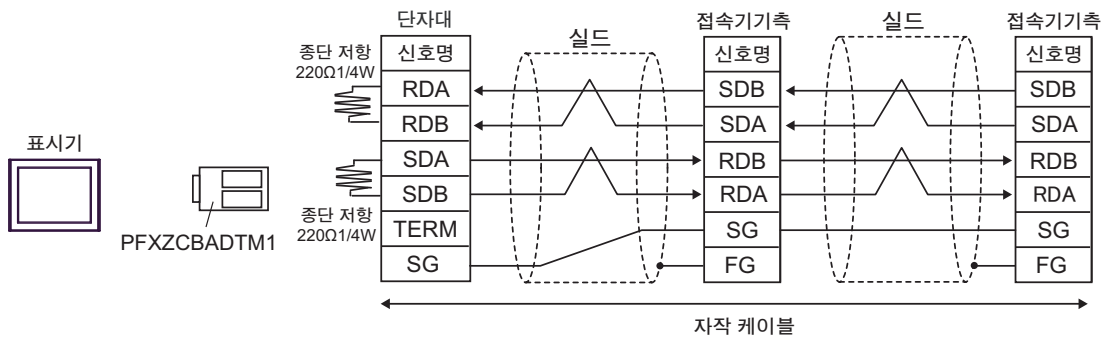 단자대
접속기기측
접속기기측
종단 저항
220Ω1/4W
실드
실드
신호명
신호명
신호명
RDA
SDB
SDB
RDB
SDA
SDA
표시기
SDA
RDB
RDB
SDB
RDA
RDA
종단 저항
220Ω1/4W
PFXZCBADTM1
TERM
SG
SG
SG
FG
FG
자작 케이블